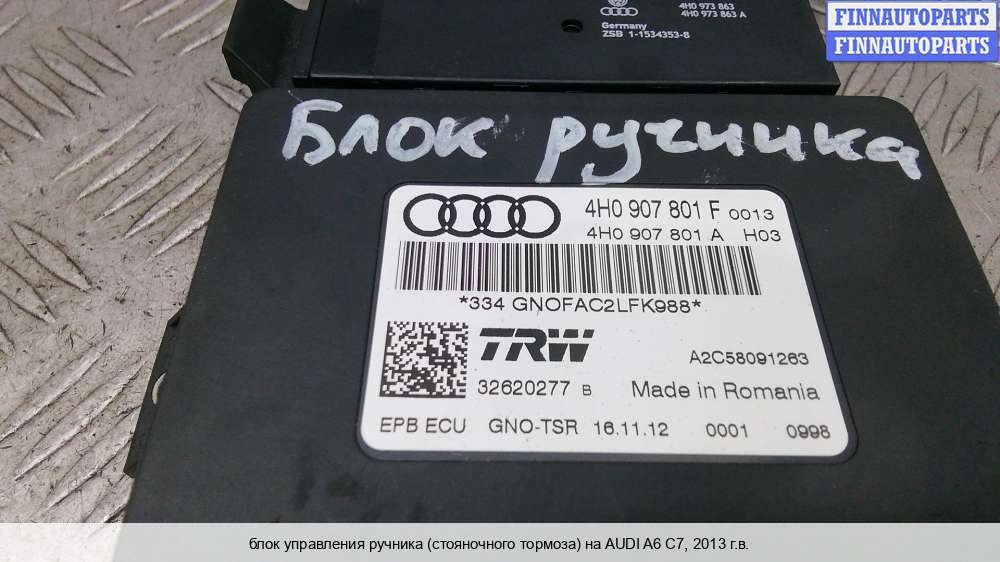 FINNAUTOPARTS
FINNAUTOPARTS
4H0 973 863
4H0 973 863 A
Germany
ZSB 1-1534353-8
Блок ручника
4H0 907 801 F 0013
4H0 907 801 A H03
*334 GNOFAC2LFK988*
TRW
A2C58091263
32620277 B
Made in Romania
EPB ECU GNO-TSR 16.11.12 0001 0998
блок управления ручника (стояночного тормоза) на AUDI A6 C7, 2013 г.в.